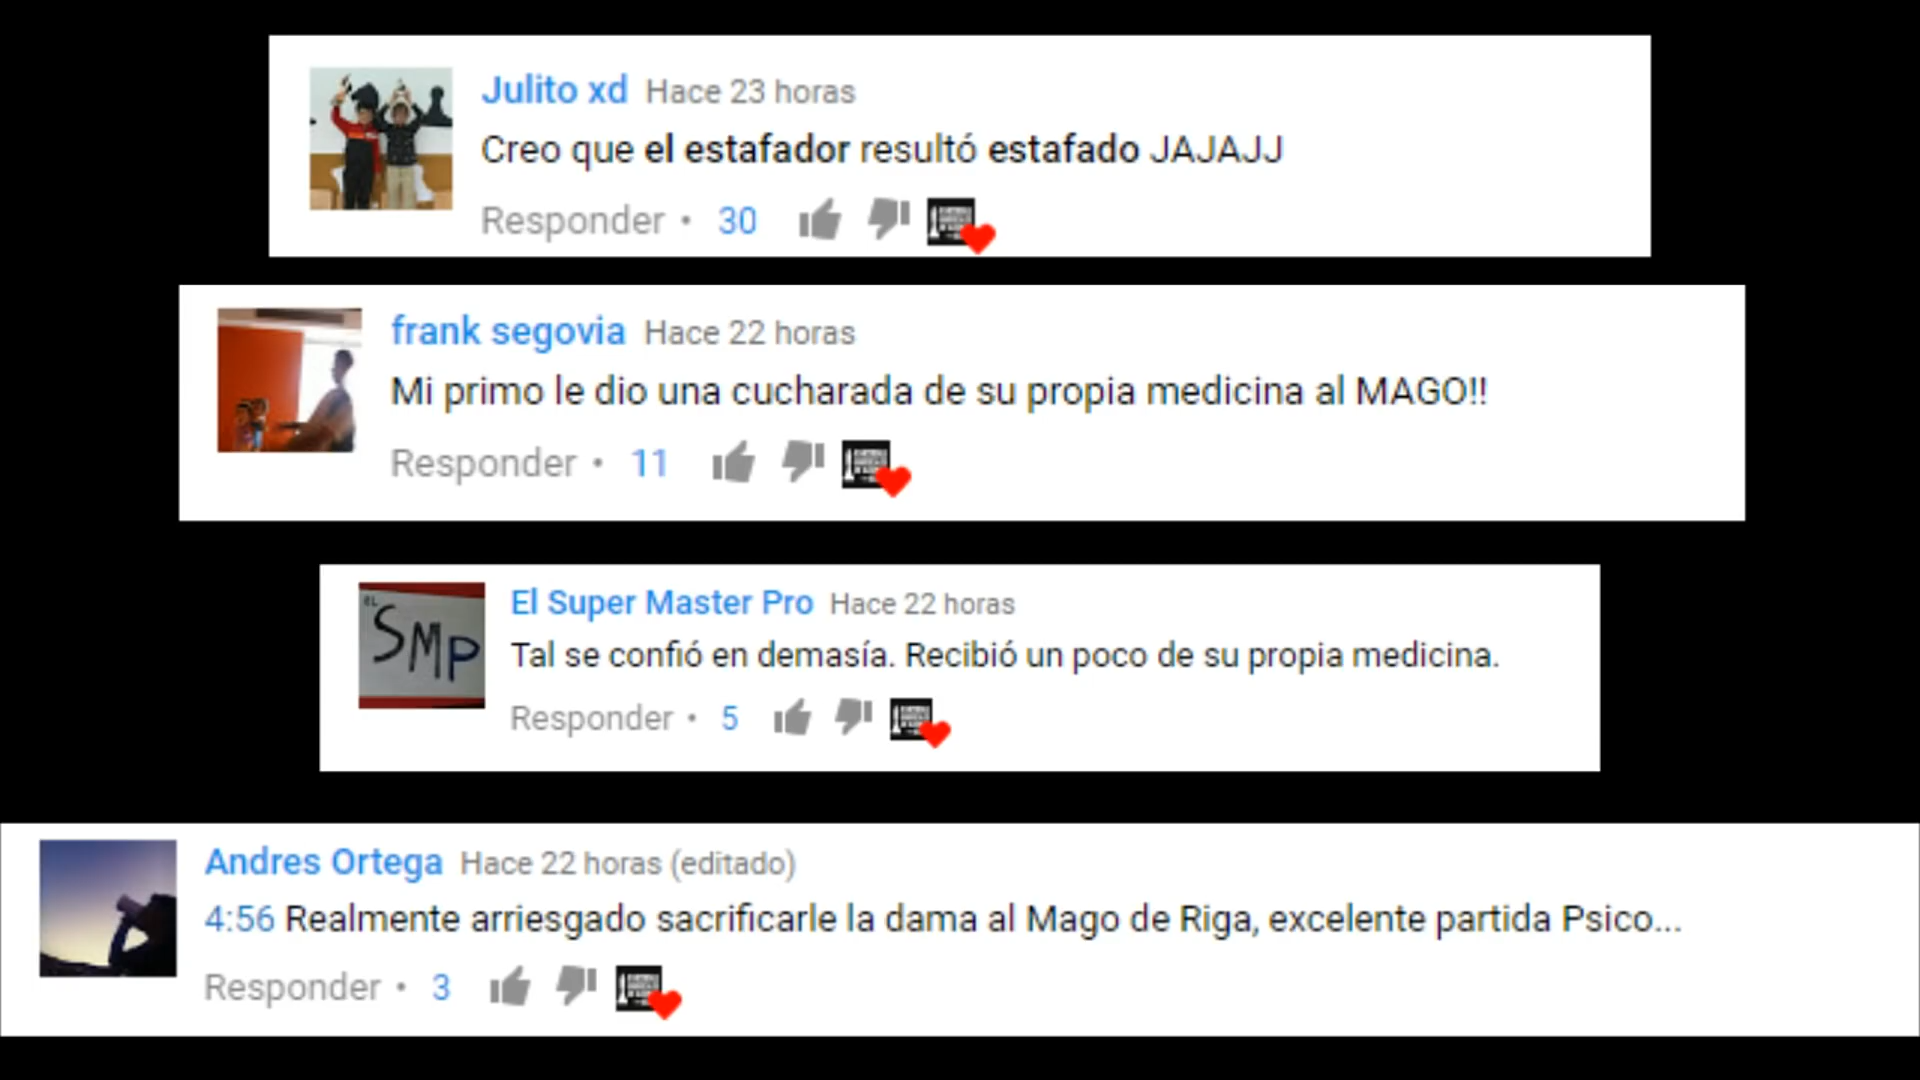 Julito xd Hace 23 horas
Creo que el estafador resultó estafado JAJAJJ
Responder • 30
frank segovia Hace 22 horas
Mi primo le dio una cucharada de su propia medicina al MAGO!!
Responder • 11
EL
SMP
El Super Master Pro Hace 22 horas
Tal se confió en demasía. Recibió un poco de su propia medicina.
Responder • 5
Andres Ortega Hace 22 horas (editado)
4:56 Realmente arriesgado sacrificarle la dama al Mago de Riga, excelente partida Psico...
Responder • 3